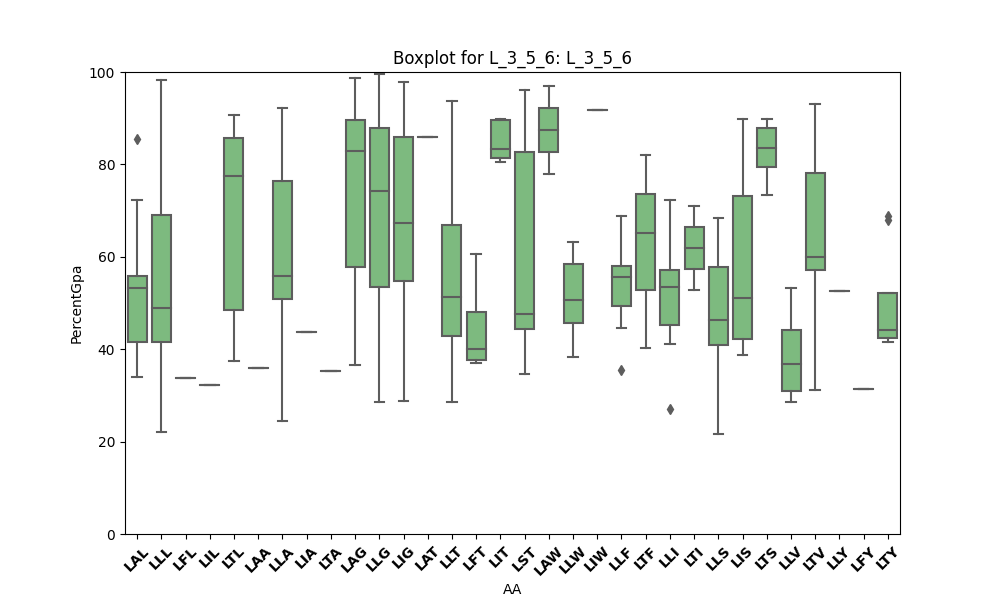 Boxplot for L_3_5_6: L_3_5_6
100
80
60
40
20
0
PercentGpa
LAL LLL LFL LIL LTL LAA LLA LIA LTA LAG LLG LIG LAT LLT LFT LIT LST LAW LLW LIW LLF LTF LLI LTI LLS LIS LTS LLV LTV LLY LFY LTY
AA